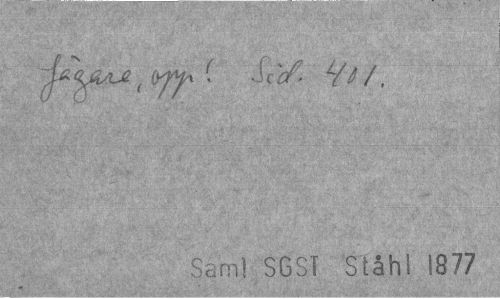 Jägare, opp! Sid. 401.
Saml SGST Ståhl 1877